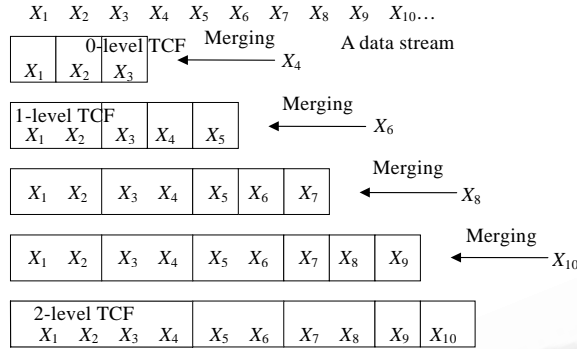 X1 X2 X3 X4 X5 X6 X7 X8 X9 X10...
0-level TCF Merging A data stream
X1 X2 X3 X4
1-level TCF Merging
X1 X2 X3 X4 X5 X6
Merging
X1 X2 X3 X4 X5 X6 X7 X8
Merging
X1 X2 X3 X4 X5 X6 X7 X8 X9 X10
2-level TCF
X1 X2 X3 X4 X5 X6 X7 X8 X9 X10